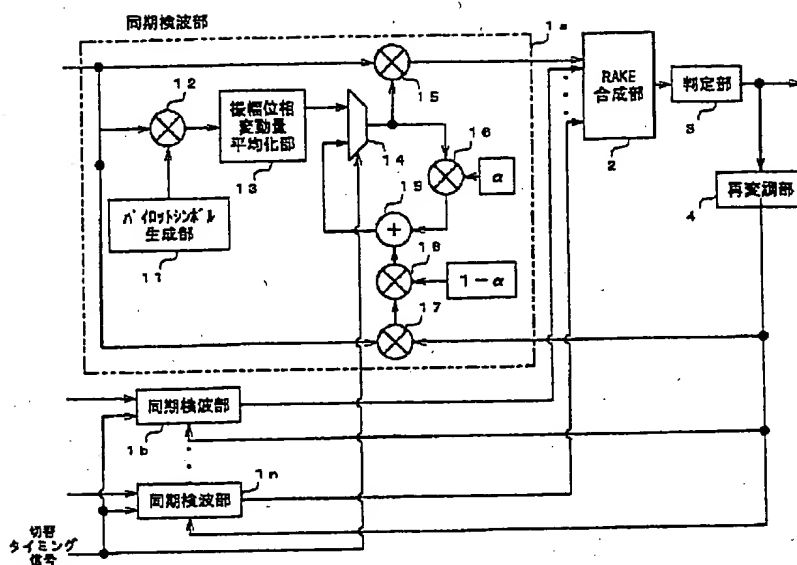 同期検波部
1a
12
15
RAKE
合成部
2
判定部
3
振幅位相
変動量
平均化部
13
14
16
α
再変調部
4
19
+
パイロットシンボル
生成部
11
18
1-α
17
同期検波部
1b
同期検波部
1n
切替
タイミング
信号